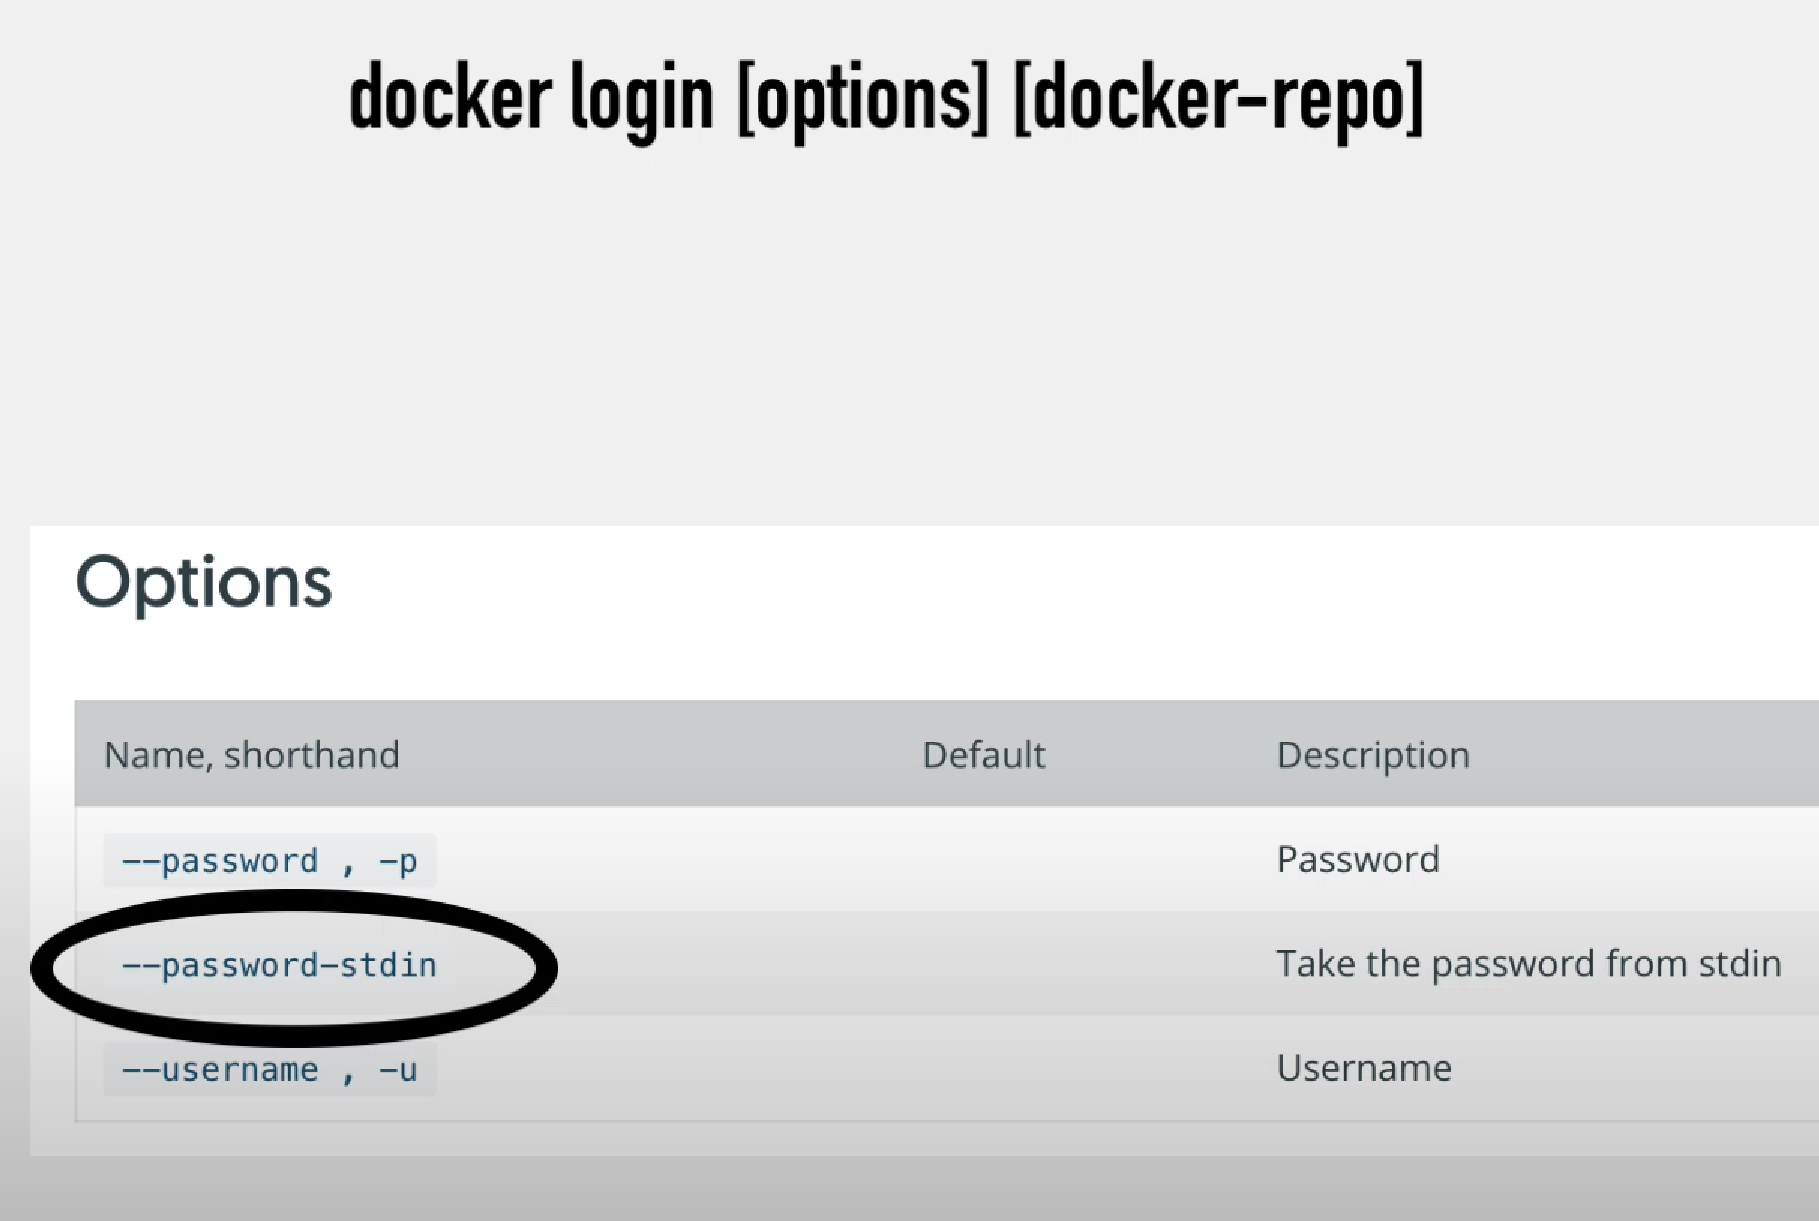 docker login [options] [docker-repo]
Options
Name, shorthand Default Description
--password , -p Password
--password-stdin Take the password from stdin
--username , -u Username